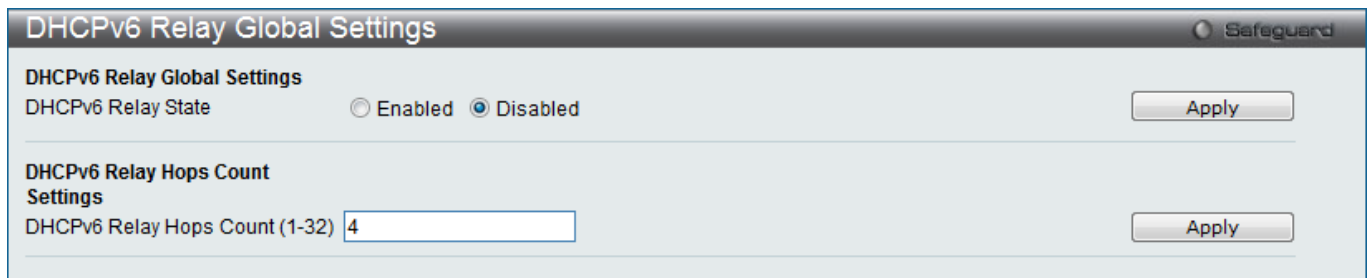 DHCPv6 Relay Global Settings
Safeguard
DHCPv6 Relay Global Settings
DHCPv6 Relay State Enabled Disabled Apply
DHCPv6 Relay Hops Count
Settings
DHCPv6 Relay Hops Count (1-32) 4 Apply